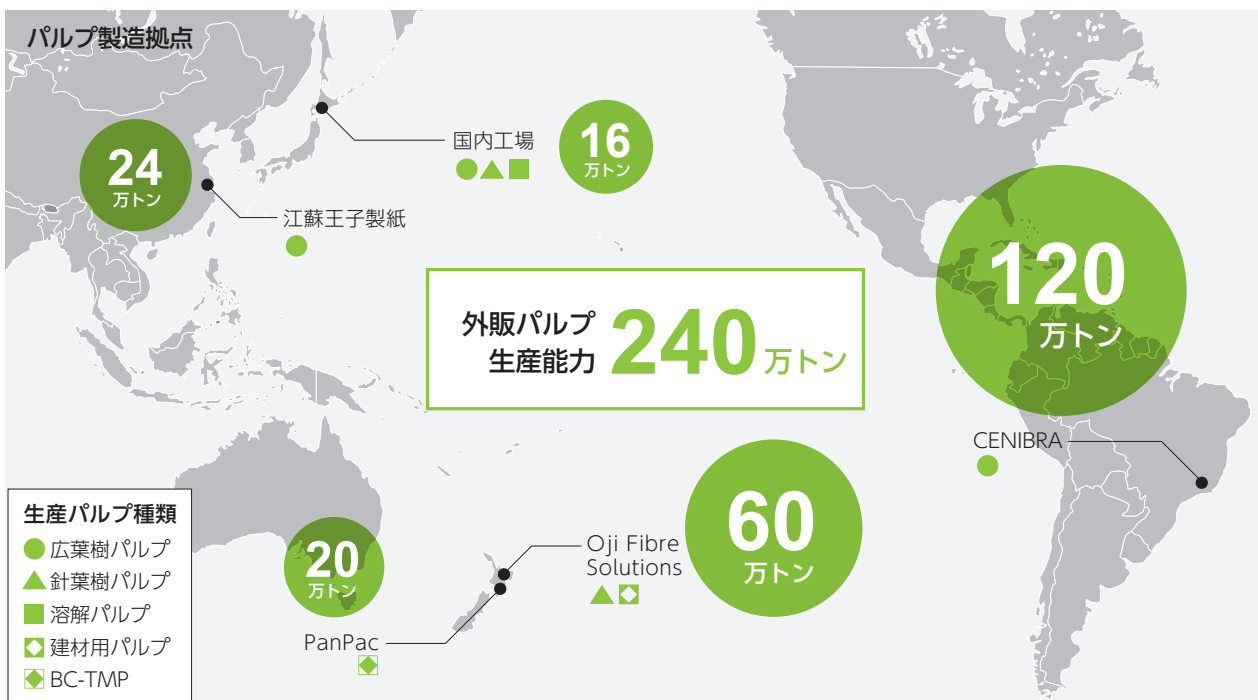 パルプ製造拠点
24
万トン
江蘇王子製紙
国内工場
16
万トン
外販パルプ
生産能力
240 万トン
120
万トン
CENIBRA
60
万トン
Oji Fibre
Solutions
20
万トン
PanPac
生産パルプ種類
広葉樹パルプ
針葉樹パルプ
溶解パルプ
建材用パルプ
BC-TMP